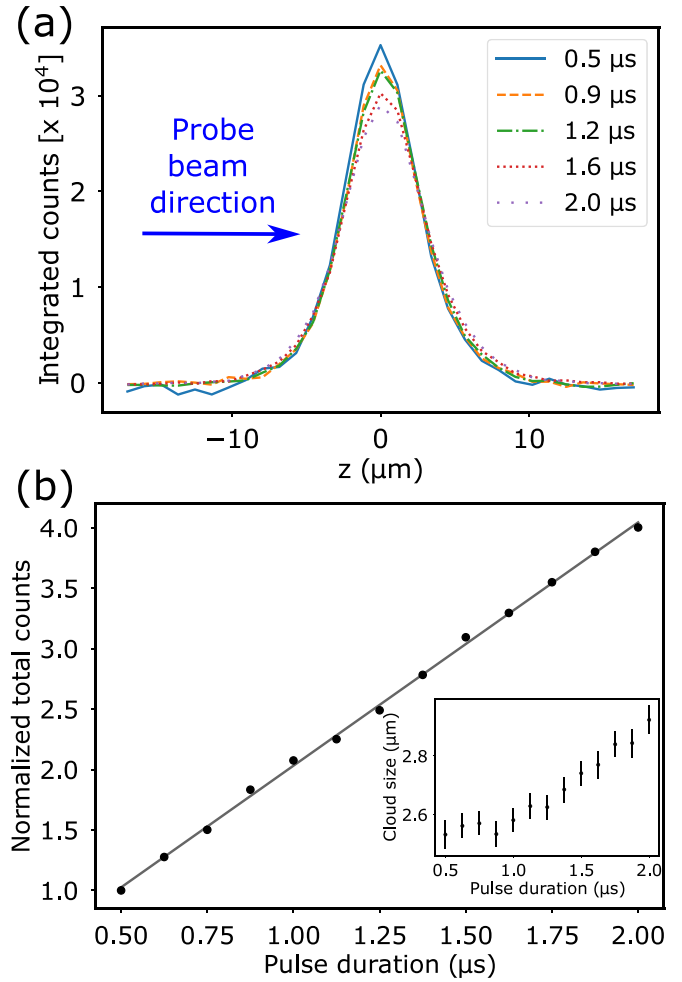 (a)
Integrated counts [x 10⁴]
3
2
1
0
Probe
beam
direction
0.5 µs
0.9 µs
1.2 µs
1.6 µs
2.0 µs
−10
0
10
z (µm)
(b)
Normalized total counts
4.0
3.5
3.0
2.5
2.0
1.5
1.0
Cloud size (µm)
2.8
2.6
0.5
1.0
1.5
2.0
Pulse duration (µs)
0.50
0.75
1.00
1.25
1.50
1.75
2.00
Pulse duration (µs)